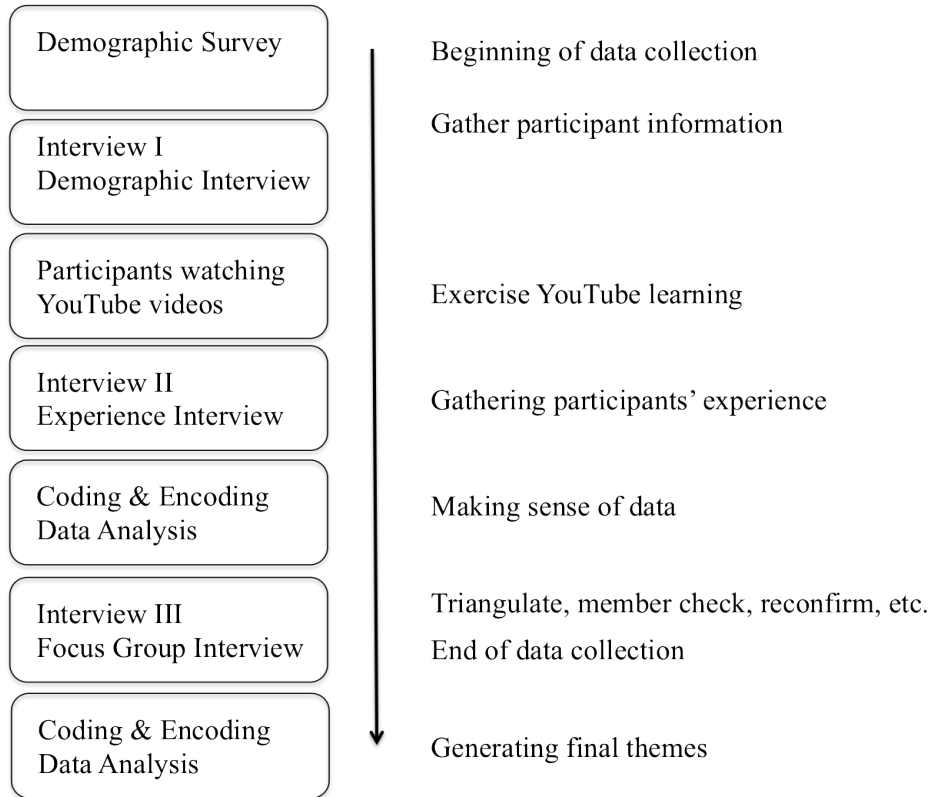 Demographic Survey
Beginning of data collection
Gather participant information
Interview I
Demographic Interview
Participants watching
YouTube videos
Exercise YouTube learning
Interview II
Experience Interview
Gathering participants’ experience
Coding & Encoding
Data Analysis
Making sense of data
Interview III
Focus Group Interview
Triangulate, member check, reconfirm, etc.
End of data collection
Coding & Encoding
Data Analysis
Generating final themes